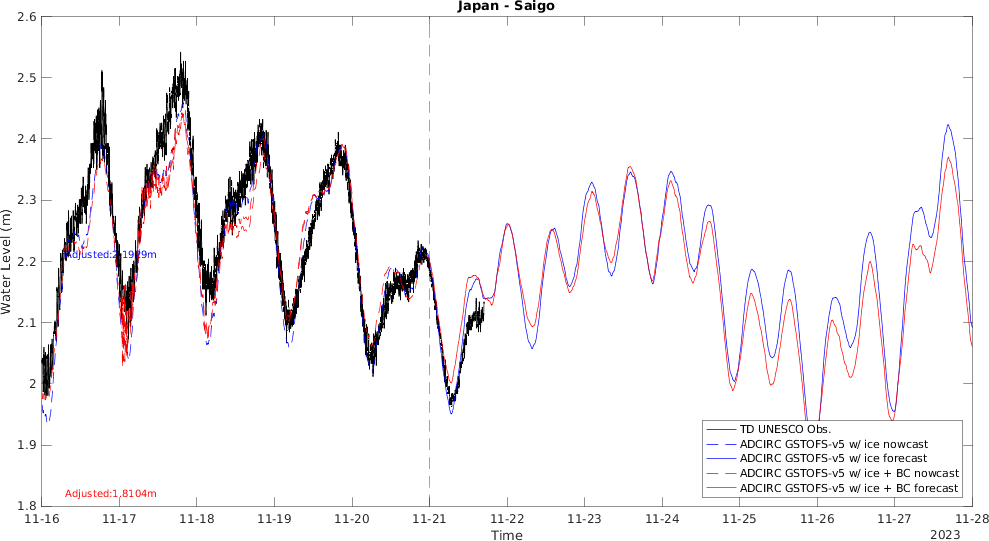 Japan - Saigo
2.6
2.5
2.4
2.3
2.2
2.1
2
1.9
1.8
Water Level (m)
Adjusted:2.1979m
Adjusted:1.8104m
TD UNESCO Obs.
ADCIRC GSTOFS-v5 w/ ice nowcast
ADCIRC GSTOFS-v5 w/ ice forecast
ADCIRC GSTOFS-v5 w/ ice + BC nowcast
ADCIRC GSTOFS-v5 w/ ice + BC forecast
11-16 11-17 11-18 11-19 11-20 11-21 11-22 11-23 11-24 11-25 11-26 11-27 11-28
Time
2023